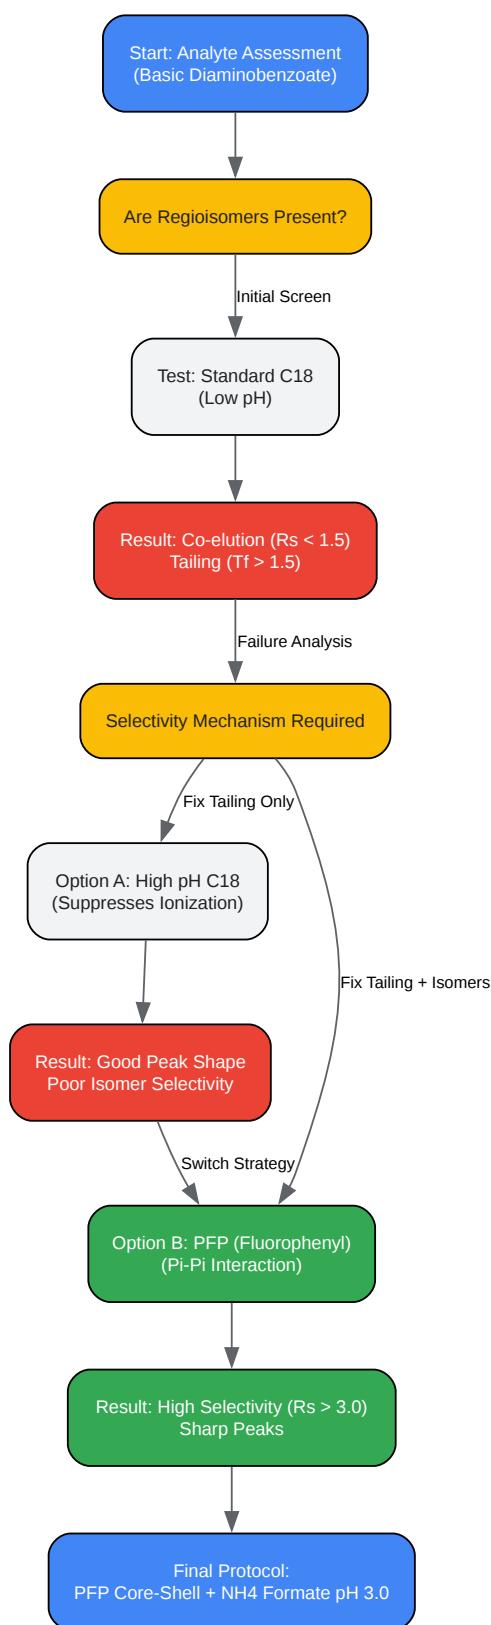 Start: Analyte Assessment
(Basic Diaminobenzoate)
Are Regioisomers Present?
Initial Screen
Test: Standard C18
(Low pH)
Result: Co-elution (Rs < 1.5)
Tailing (Tf > 1.5)
Failure Analysis
Selectivity Mechanism Required
Fix Tailing Only
Option A: High pH C18
(Suppresses Ionization)
Fix Tailing + Isomers
Result: Good Peak Shape
Poor Isomer Selectivity
Switch Strategy
Option B: PFP (Fluorophenyl)
(Pi-Pi Interaction)
Result: High Selectivity (Rs > 3.0)
Sharp Peaks
Final Protocol:
PFP Core-Shell + NH4 Formate pH 3.0